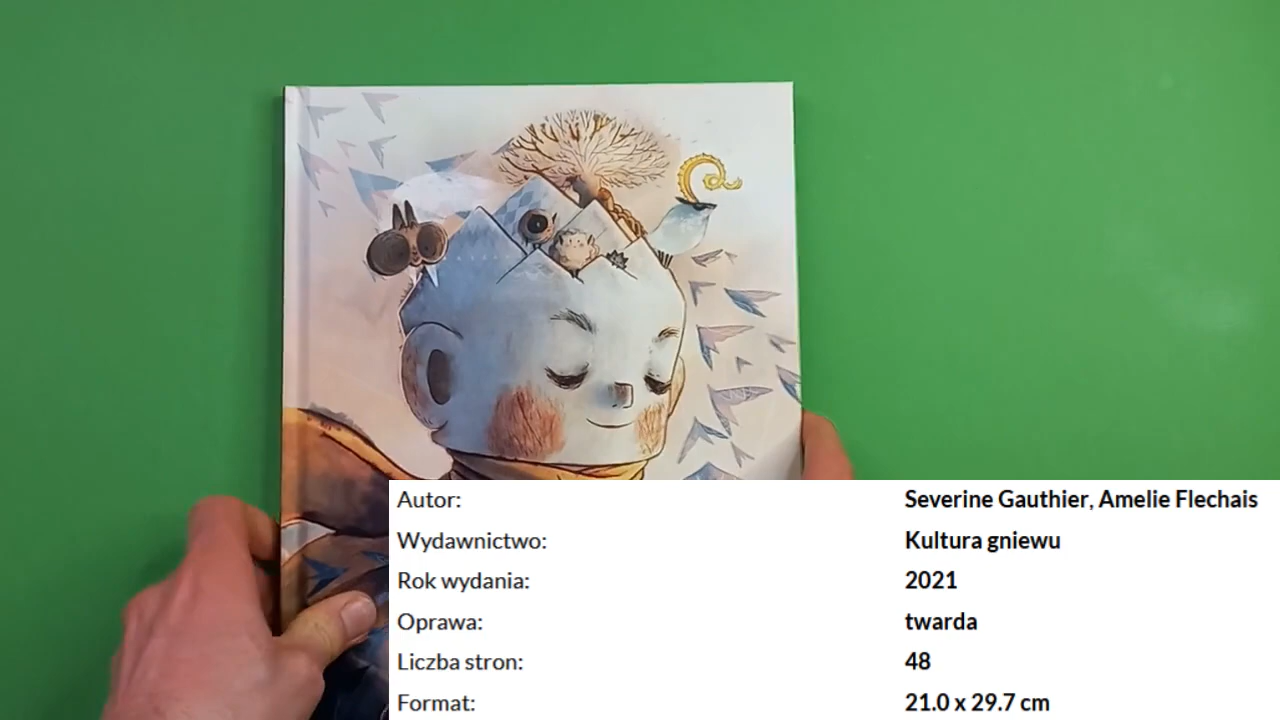 Autor: Severine Gauthier, Amelie Flechais
Wydawnictwo: Kultura gniewu
Rok wydania: 2021
Oprawa: twarda
Liczba stron: 48
Format: 21.0 x 29.7 cm